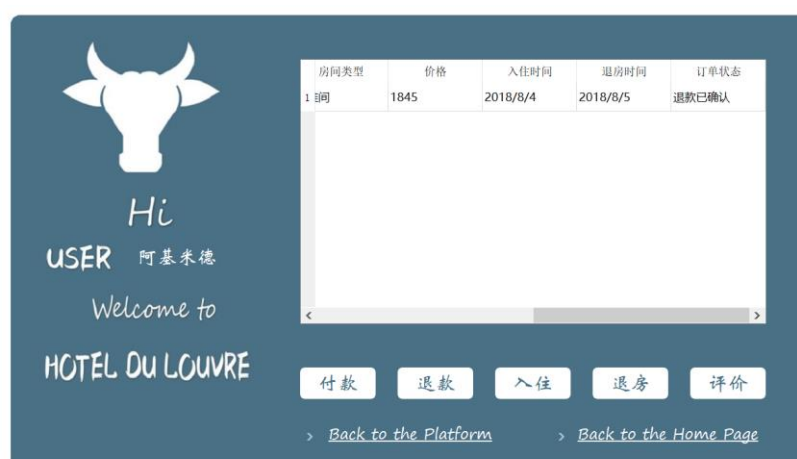 Hi
USER 阿基米德
Welcome to
HOTEL DU LOUVRE
房间类型 价格 入住时间 退房时间 订单状态
1 间 1845 2018/8/4 2018/8/5 退款已确认
付款 退款 入住 退房 评价
› Back to the Platform › Back to the Home Page